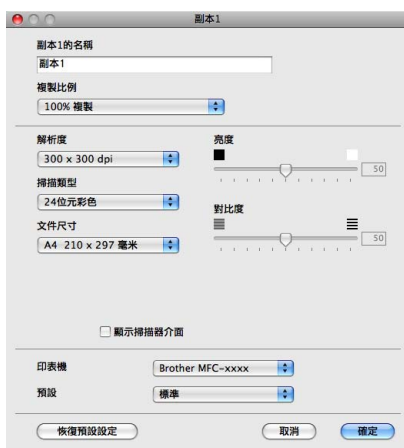 副本1
副本1的名稱
副本1
複製比例
100% 複製
解析度
300 x 300 dpi
掃描類型
24位元彩色
文件尺寸
A4 210 x 297 毫米
亮度
50
對比度
50
顯示掃描器介面
印表機
Brother MFC-xxxx
預設
標準
恢復預設設定
取消
確定